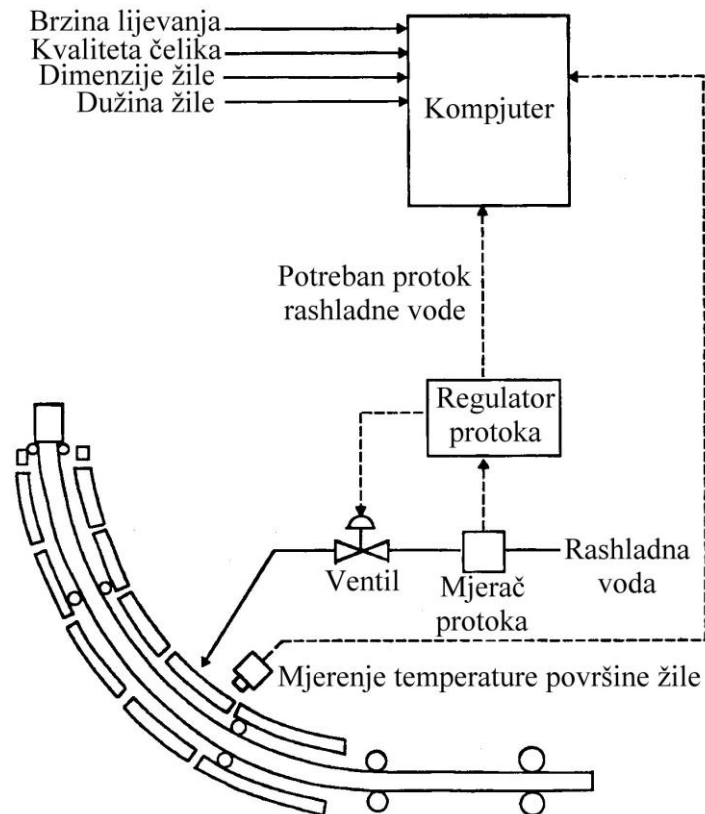 Brzina lijevanja
Kvaliteta čelika
Dimenzije žile
Dužina žile
Kompjuter
Potreban protok
rashladne vode
Regulator
protoka
Ventil
Mjerač
protoka
Rashladna
voda
Mjerenje temperature površine žile